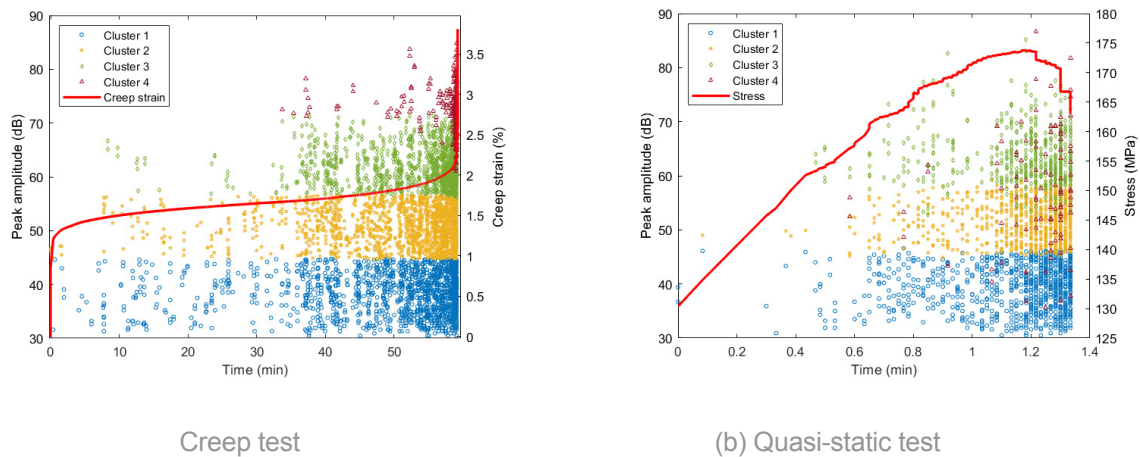 90
80
70
60
50
40
30
Peak amplitude (dB)
Cluster 1
Cluster 2
Cluster 3
Cluster 4
Creep strain
3.5
3
2.5
2
1.5
1
0.5
0
Creep strain (%)
0 10 20 30 40 50
Time (min)
Creep test
90
80
70
60
50
40
30
Peak amplitude (dB)
Cluster 1
Cluster 2
Cluster 3
Cluster 4
Stress
180
175
170
165
160
155
150
145
140
135
130
125
Stress (MPa)
0 0.2 0.4 0.6 0.8 1 1.2 1.4
Time (min)
(b) Quasi-static test